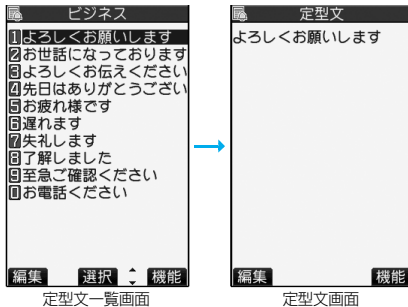 ビジネス
1よろしくお願いします
2お世話になっております
3よろしくお伝えください
4先日はありがとうござい
5お疲れ様です
6遅れます
7失礼します
8了解しました
9至急ご確認ください
0お電話ください
編集 選択 機能
定型文一覧画面
定型文
よろしくお願いします
編集 機能
定型文画面